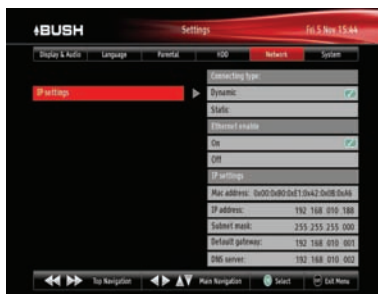 BUSH
Settings
Fri 5 Nov 15:44
Display & Audio Language Parental HDD Network System
Connecting type:
IP settings
Dynamic
Static
Ethernet enable
On
Off
IP settings
Mac address: 0x00:0x80:0xE1:0x42:0x0B:0xA6
IP address: 192 168 010 188
Subnet mask: 255 255 255 000
Default gateway: 192 168 010 001
DNS server: 192 168 010 002
Top Navigation Main Navigation Select Exit Menu